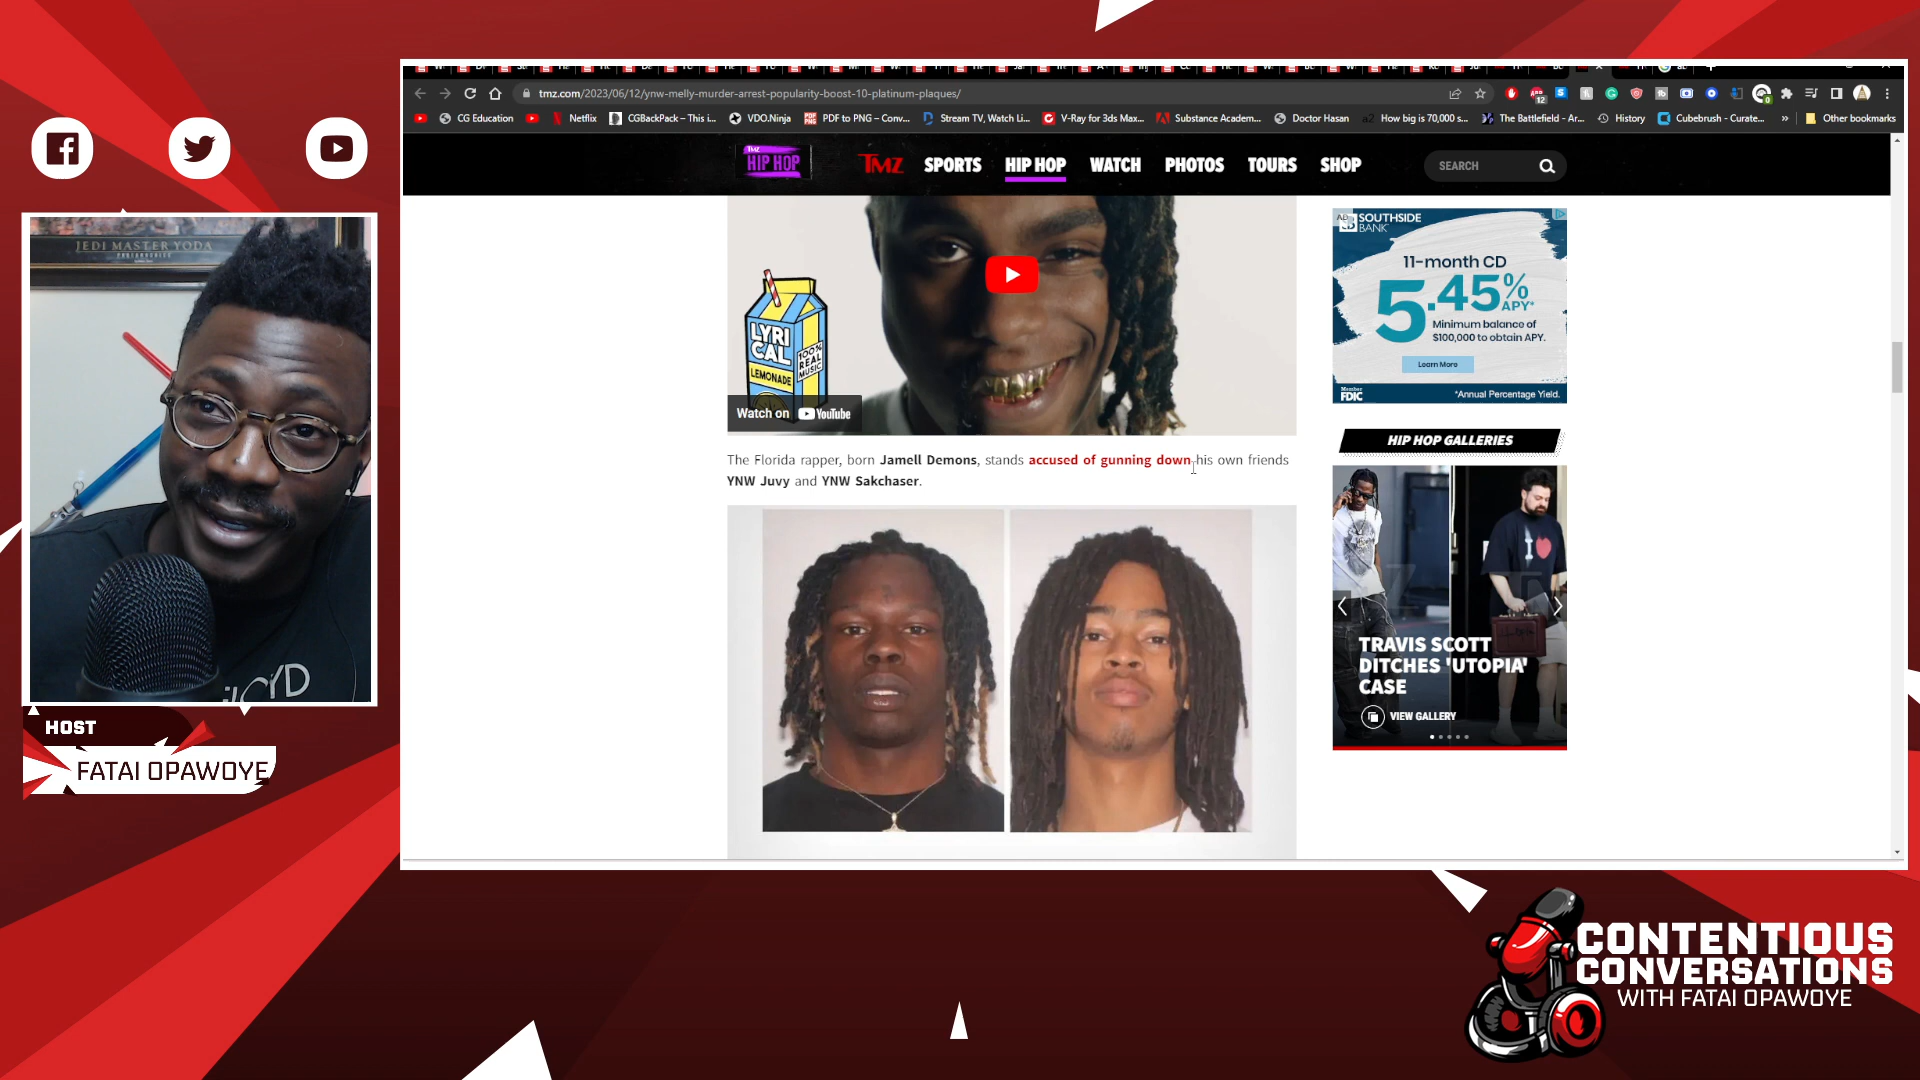 tmz.com/2023/06/12/ynw-melly-murder-arrest-popularity-boost-10-platinum-plaques/
CG Education
Netflix
CGBackPack – This i...
VDO.Ninja
PDF to PNG – Conv...
Stream TV, Watch Li...
V-Ray for 3ds Max...
Substance Academ...
Doctor Hasan
a2 How big is 70,000 s...
The Battlefield - Ar...
History
Cubebrush - Curate...
»
Other bookmarks
TMZ
HIP HOP
TMZ
SPORTS
HIP HOP
WATCH
PHOTOS
TOURS
SHOP
SEARCH
JEDI MASTER YODA
LYRI
CAL
LEMONADE
100%
REAL
MUSIC
Watch on YouTube
The Florida rapper, born Jamell Demons, stands accused of gunning down his own friends
YNW Juvy and YNW Sakchaser.
SOUTHSIDE
BANK
11-month CD
5.45%
APY*
Minimum balance of
$100,000 to obtain APY.
Learn More
Member
FDIC
*Annual Percentage Yield.
HIP HOP GALLERIES
I
TRAVIS SCOTT
DITCHES 'UTOPIA'
CASE
VIEW GALLERY
HOST
FATAI OPAWOYE
CONTENTIOUS
CONVERSATIONS
WITH FATAI OPAWOYE